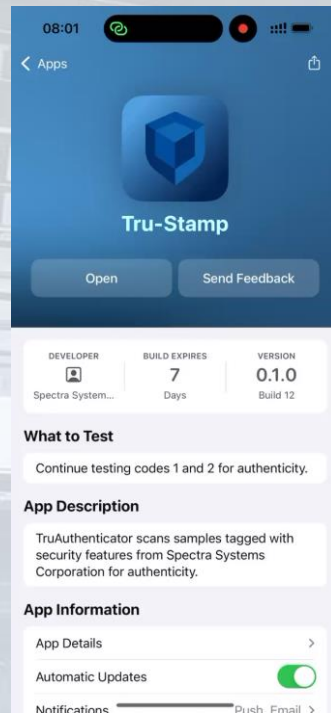 08:01
Apps
Tru-Stamp
Open
Send Feedback
DEVELOPER
BUILD EXPIRES
VERSION
7
0.1.0
Spectra System...
Days
Build 12
What to Test
Continue testing codes 1 and 2 for authenticity.
App Description
TruAuthenticator scans samples tagged with
security features from Spectra Systems
Corporation for authenticity.
App Information
App Details
Automatic Updates
Notifications
Push, Email